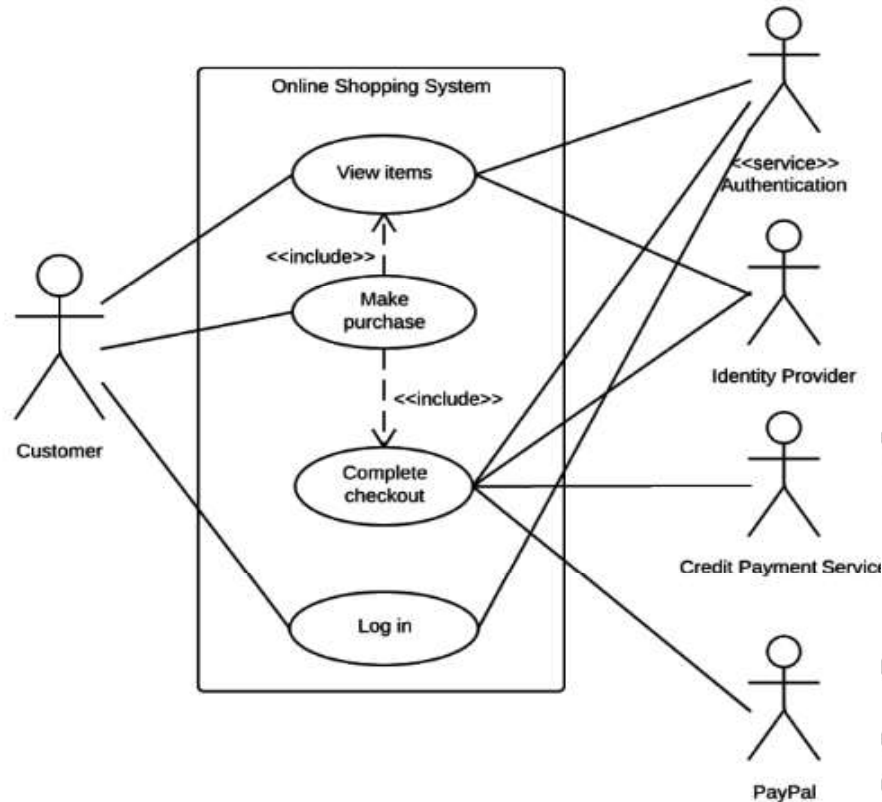 Online Shopping System
View items
<<service>>
Authentication
<<include>>
Make
purchase
Identity Provider
<<include>>
Customer
Complete
checkout
Credit Payment Service
Log in
PayPal